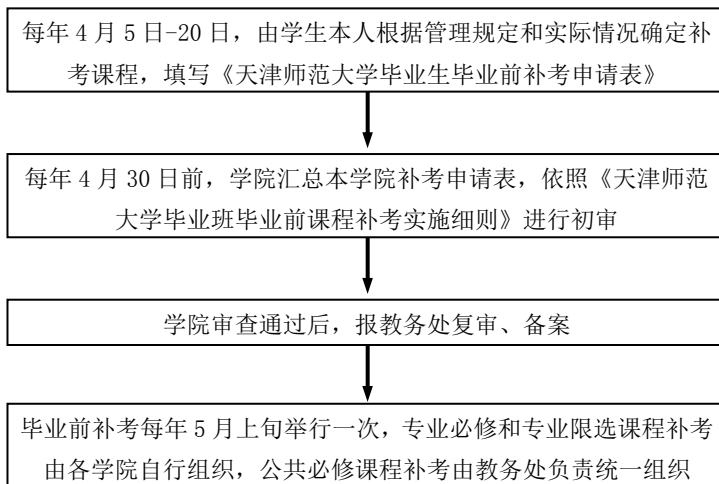 每年 4 月 5 日-20 日，由学生本人根据管理规定和实际情况确定补
考课程，填写《天津师范大学毕业生毕业前补考申请表》
每年 4 月 30 日前，学院汇总本学院补考申请表，依照《天津师范
大学毕业班毕业前课程补考实施细则》进行初审
学院审查通过后，报教务处复审、备案
毕业前补考每年 5 月上旬举行一次，专业必修和专业限选课程补考
由各学院自行组织，公共必修课程补考由教务处负责统一组织